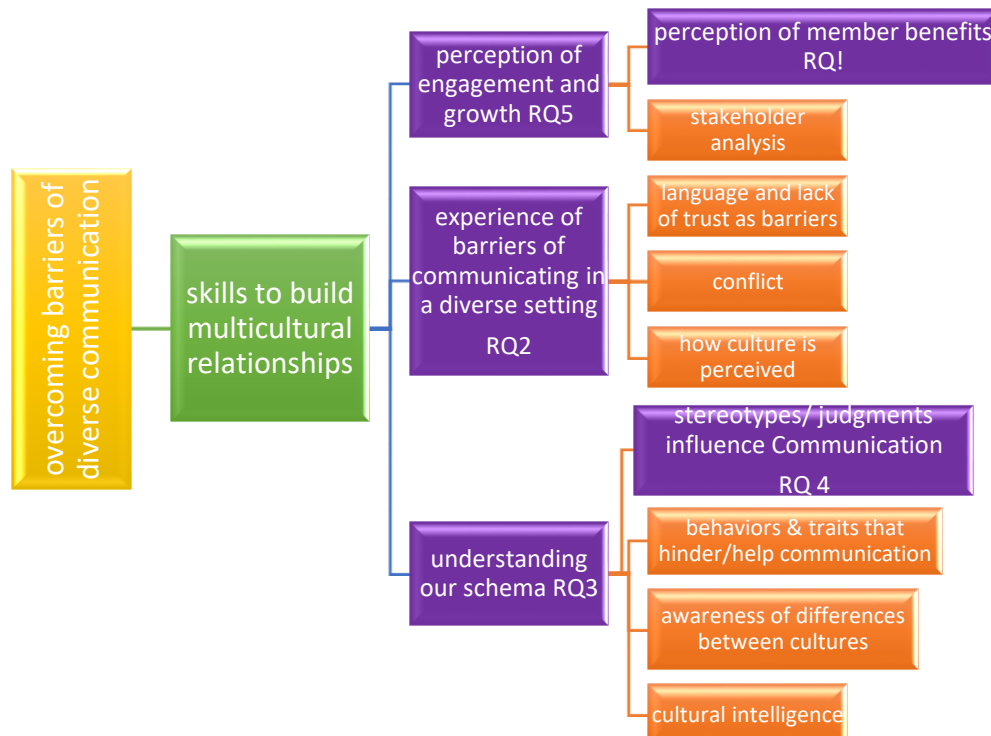 overcoming barriers of
diverse communication
skills to build
multicultural
relationships
perception of
engagement and
growth RQ5
perception of member benefits
RQ!
stakeholder
analysis
experience of
barriers of
communicating in
a diverse setting
RQ2
language and lack
of trust as barriers
conflict
how culture is
perceived
understanding
our schema RQ3
stereotypes/ judgments
influence Communication
RQ 4
behaviors & traits that
hinder/help communication
awareness of differences
between cultures
cultural intelligence